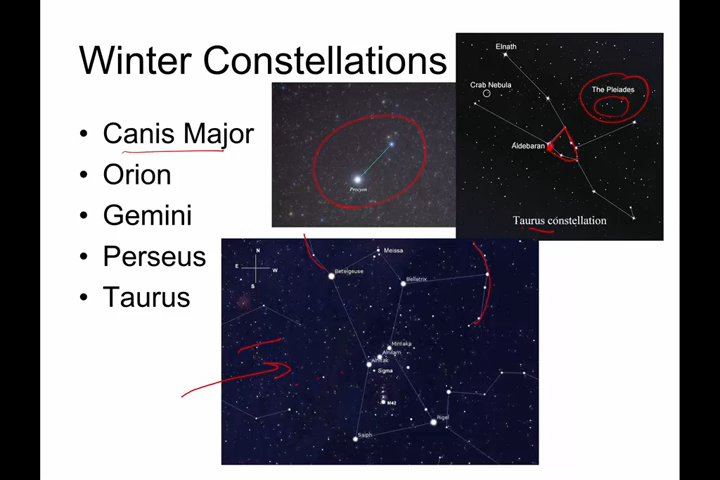 Winter Constellations
• Canis Major
• Orion
• Gemini
• Perseus
• Taurus
Procyon
Elnath
Crab Nebula
The Pleiades
Aldebaran
Taurus constellation
N
E
W
S
Meissa
Betelgeuse
Bellatrix
Mintaka
Alnilam
Alnitak
Sigma
M42
Rigel
Saiph